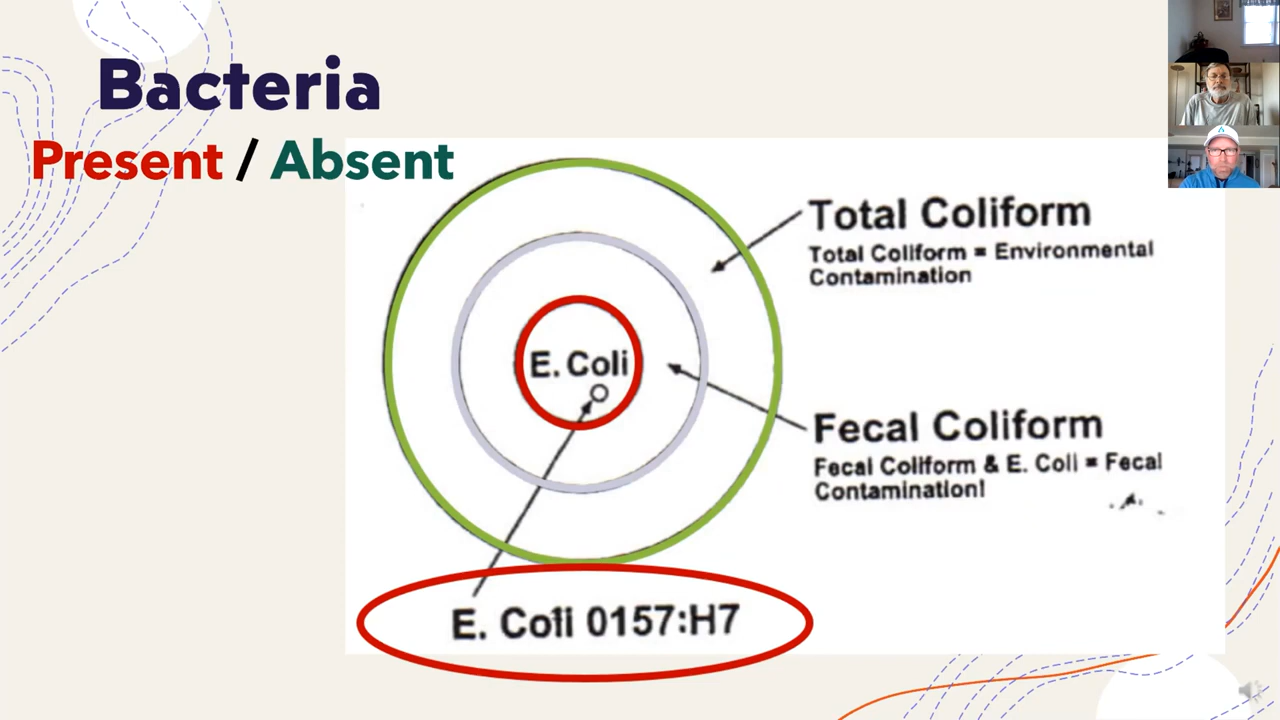 Bacteria
Present / Absent
Total Coliform
Total Coliform = Environmental
Contamination
E. Coli
Fecal Coliform
Fecal Coliform & E. Coli = Fecal
Contamination!
E. Coli 0157:H7